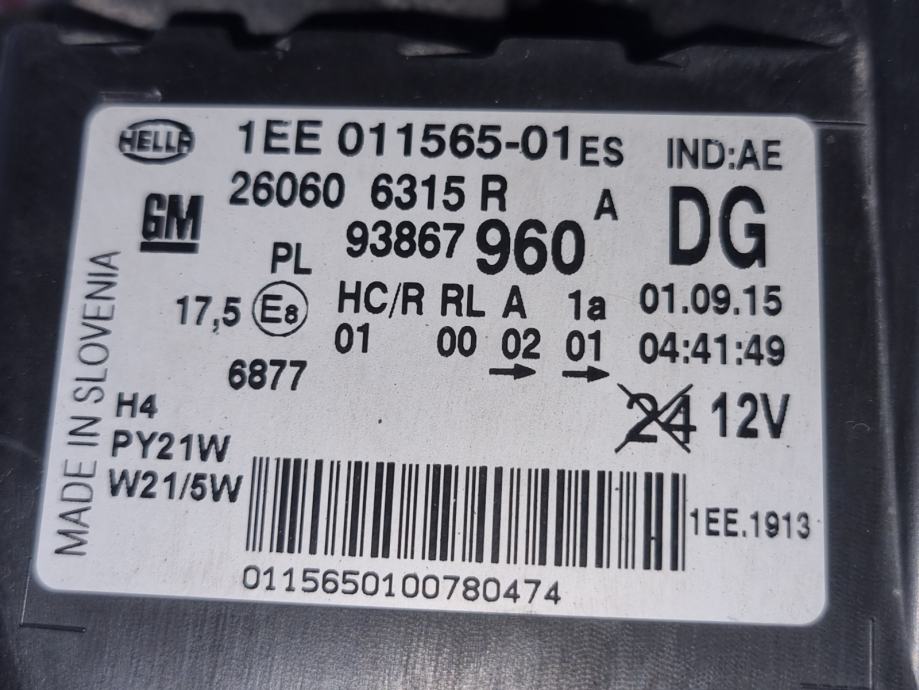 HELLA 1EE 011565-01 ES IND:AE
GM 26060 6315 R A DG
93867 960
PL
17,5 E8 HC/R RL A 1a 01.09.15
01 00 02 01 04:41:49
6877
24 12V
H4
PY21W
W21/5W
1EE.1913
0115650100780474
MADE IN SLOVENIA